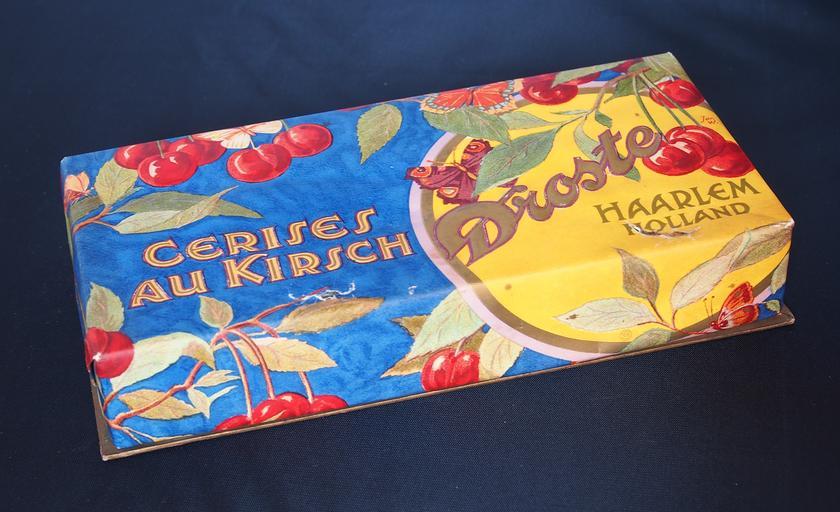 CERISES
AU KIRSCH
Droste
HAARLEM
HOLLAND